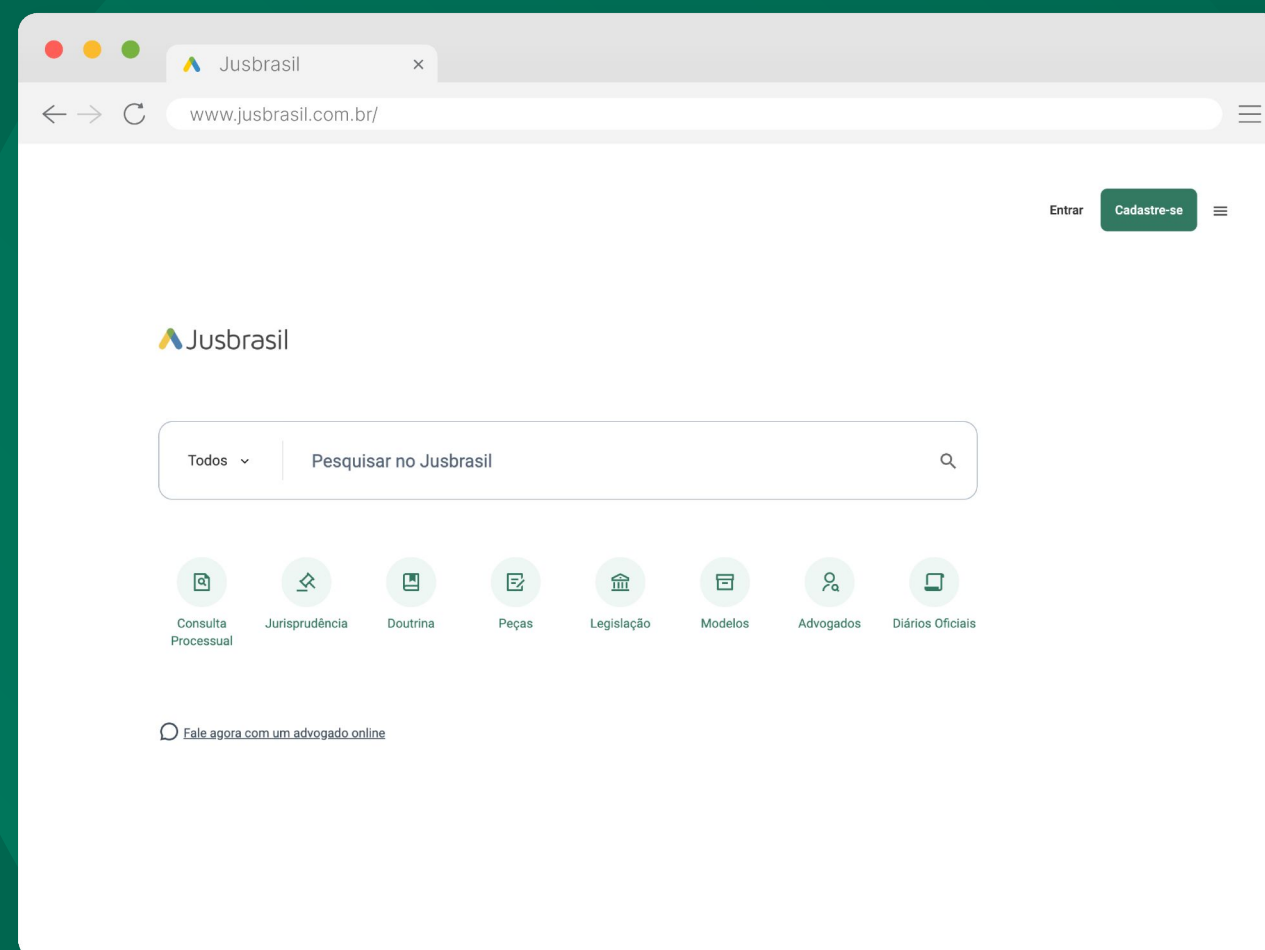 Jusbrasil
www.jusbrasil.com.br/
Entrar
Cadastre-se
Jusbrasil
Todos
Pesquisar no Jusbrasil
Consulta
Processual
Jurisprudência
Doutrina
Peças
Legislação
Modelos
Advogados
Diários Oficiais
Fale agora com um advogado online